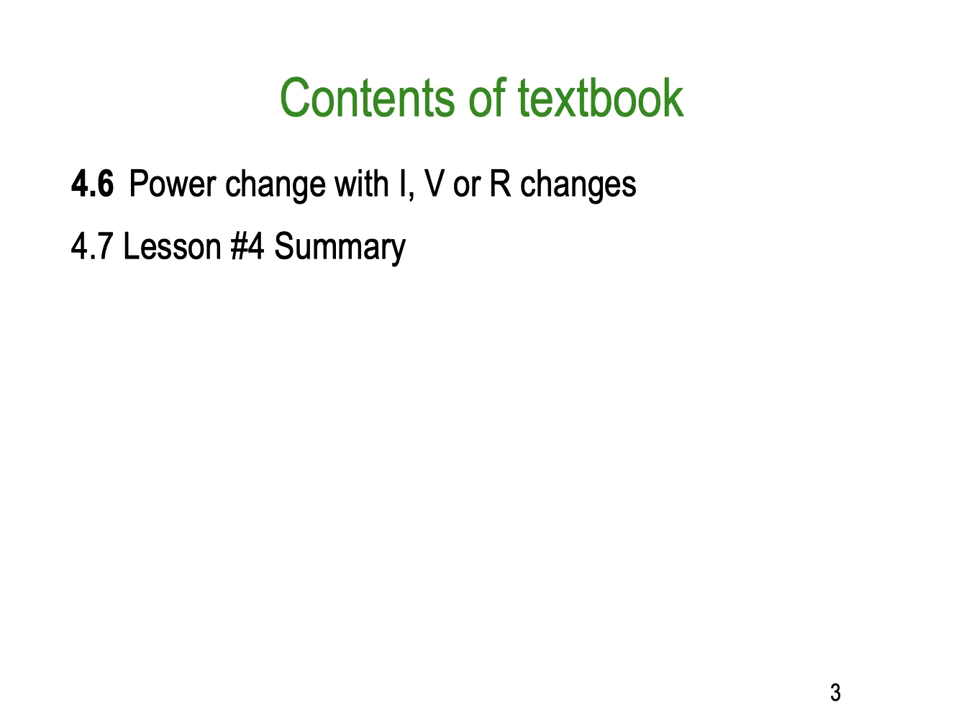 Contents of textbook
4.6 Power change with I, V or R changes
4.7 Lesson #4 Summary
3